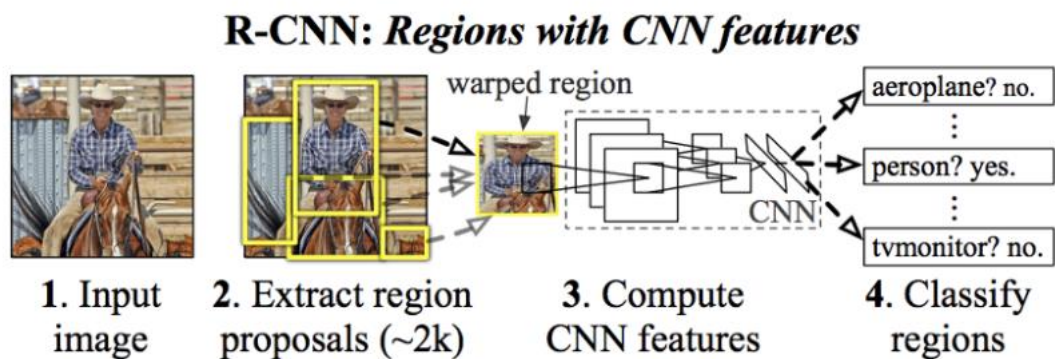 R-CNN: Regions with CNN features
warped region
aeroplane? no.
⋮
person? yes.
⋮
tvmonitor? no.
CNN
1. Input
image
2. Extract region
proposals (~2k)
3. Compute
CNN features
4. Classify
regions